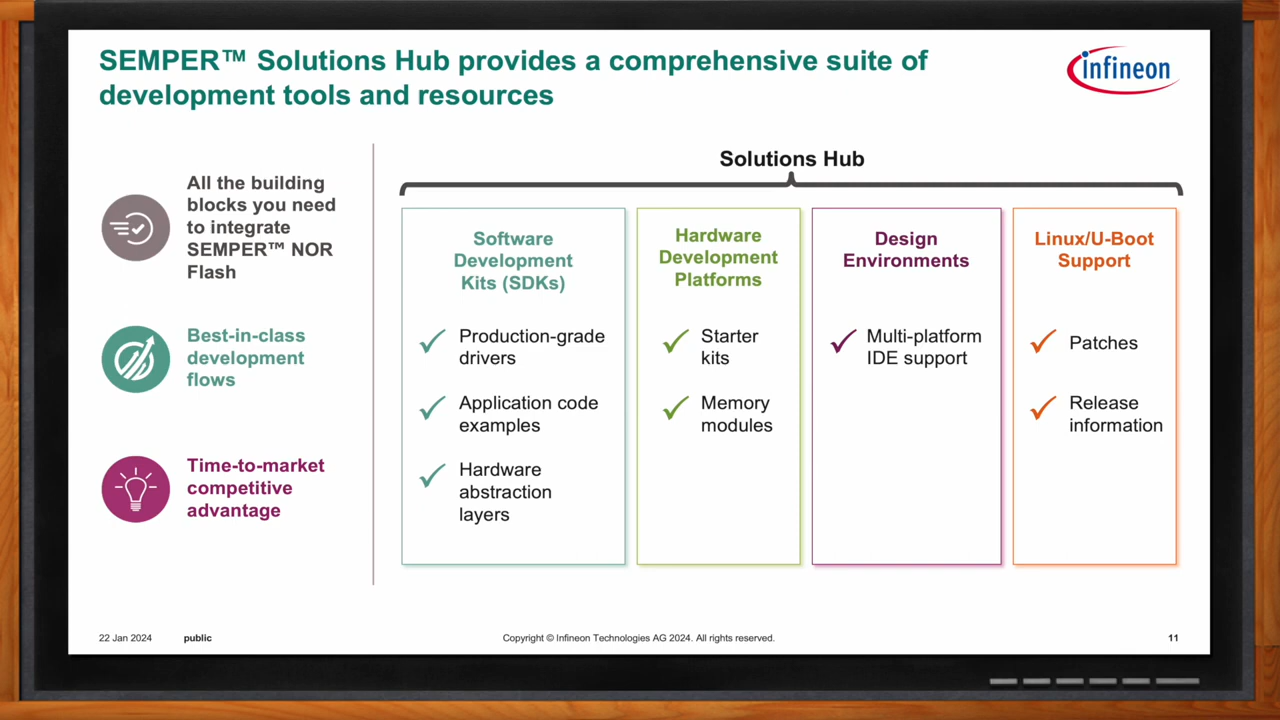 SEMPER™ Solutions Hub provides a comprehensive suite of
development tools and resources
infineon
All the building
blocks you need
to integrate
SEMPER™ NOR
Flash
Best-in-class
development
flows
Time-to-market
competitive
advantage
Solutions Hub
Software
Development
Kits (SDKs)
Production-grade
drivers
Application code
examples
Hardware
abstraction
layers
Hardware
Development
Platforms
Starter
kits
Memory
modules
Design
Environments
Multi-platform
IDE support
Linux/U-Boot
Support
Patches
Release
information
22 Jan 2024
public
Copyright © Infineon Technologies AG 2024. All rights reserved.
11